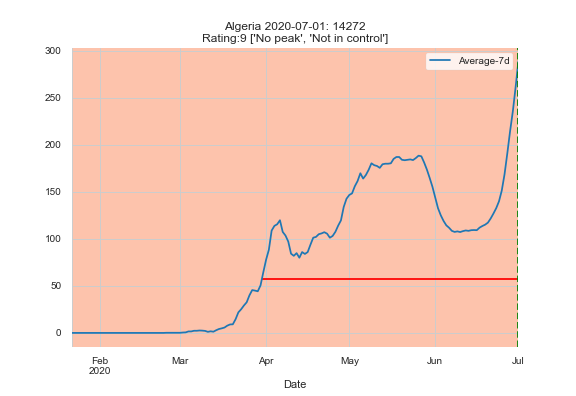 Algeria 2020-07-01: 14272
Rating:9 ['No peak', 'Not in control']
Average-7d
300
250
200
150
100
50
0
Feb
2020
Mar
Apr
May
Jun
Jul
Date